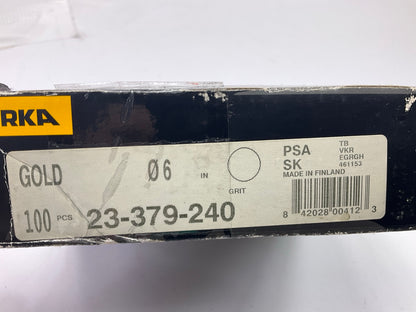 RKA
GOLD Ø6 IN GRIT
100 PCS 23-379-240
PSA
SK
MADE IN FINLAND
TB
VKR
EGRGH
461153
8 42028 00412 3